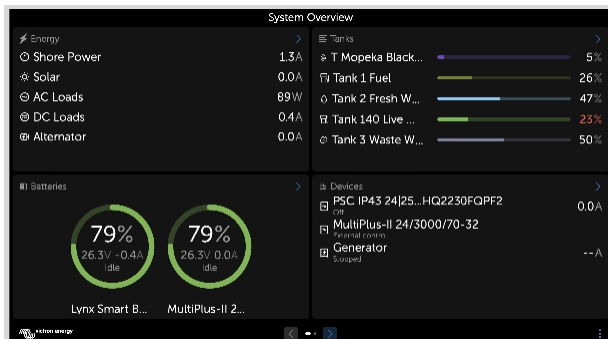 System Overview
Energy
Shore Power 1.3A
Solar 0.0A
AC Loads 89W
DC Loads 0.4A
Alternator 0.0A
Tanks
T Mopeka Black... 5%
Tank 1 Fuel 26%
Tank 2 Fresh W... 47%
Tank 140 Live ... 23%
Tank 3 Waste W... 50%
Batteries
79%
26.3V -0.4A
Idle
Lynx Smart B...
79%
26.3V 0.0A
Idle
MultiPlus-II 2...
Devices
PSC IP43 24|25...HQ2230FQPF2 0.0A
Off
MultiPlus-II 24/3000/70-32
External control
Generator --A
Stopped
victron energy